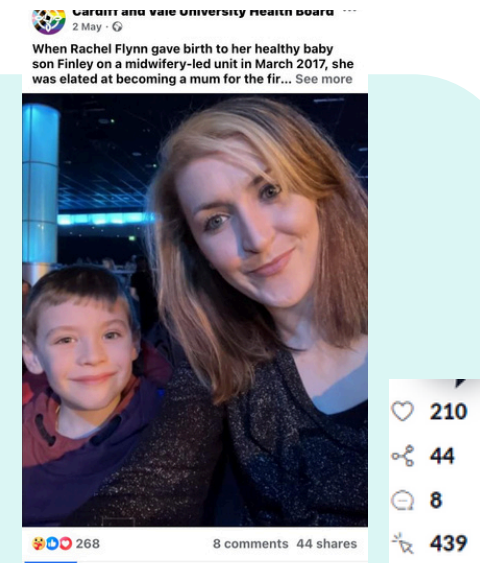 Cardiff and Vale University Health Board ...
2 May ·
When Rachel Flynn gave birth to her healthy baby
son Finley on a midwifery-led unit in March 2017, she
was elated at becoming a mum for the fir... See more
268
8 comments 44 shares
210
44
8
439